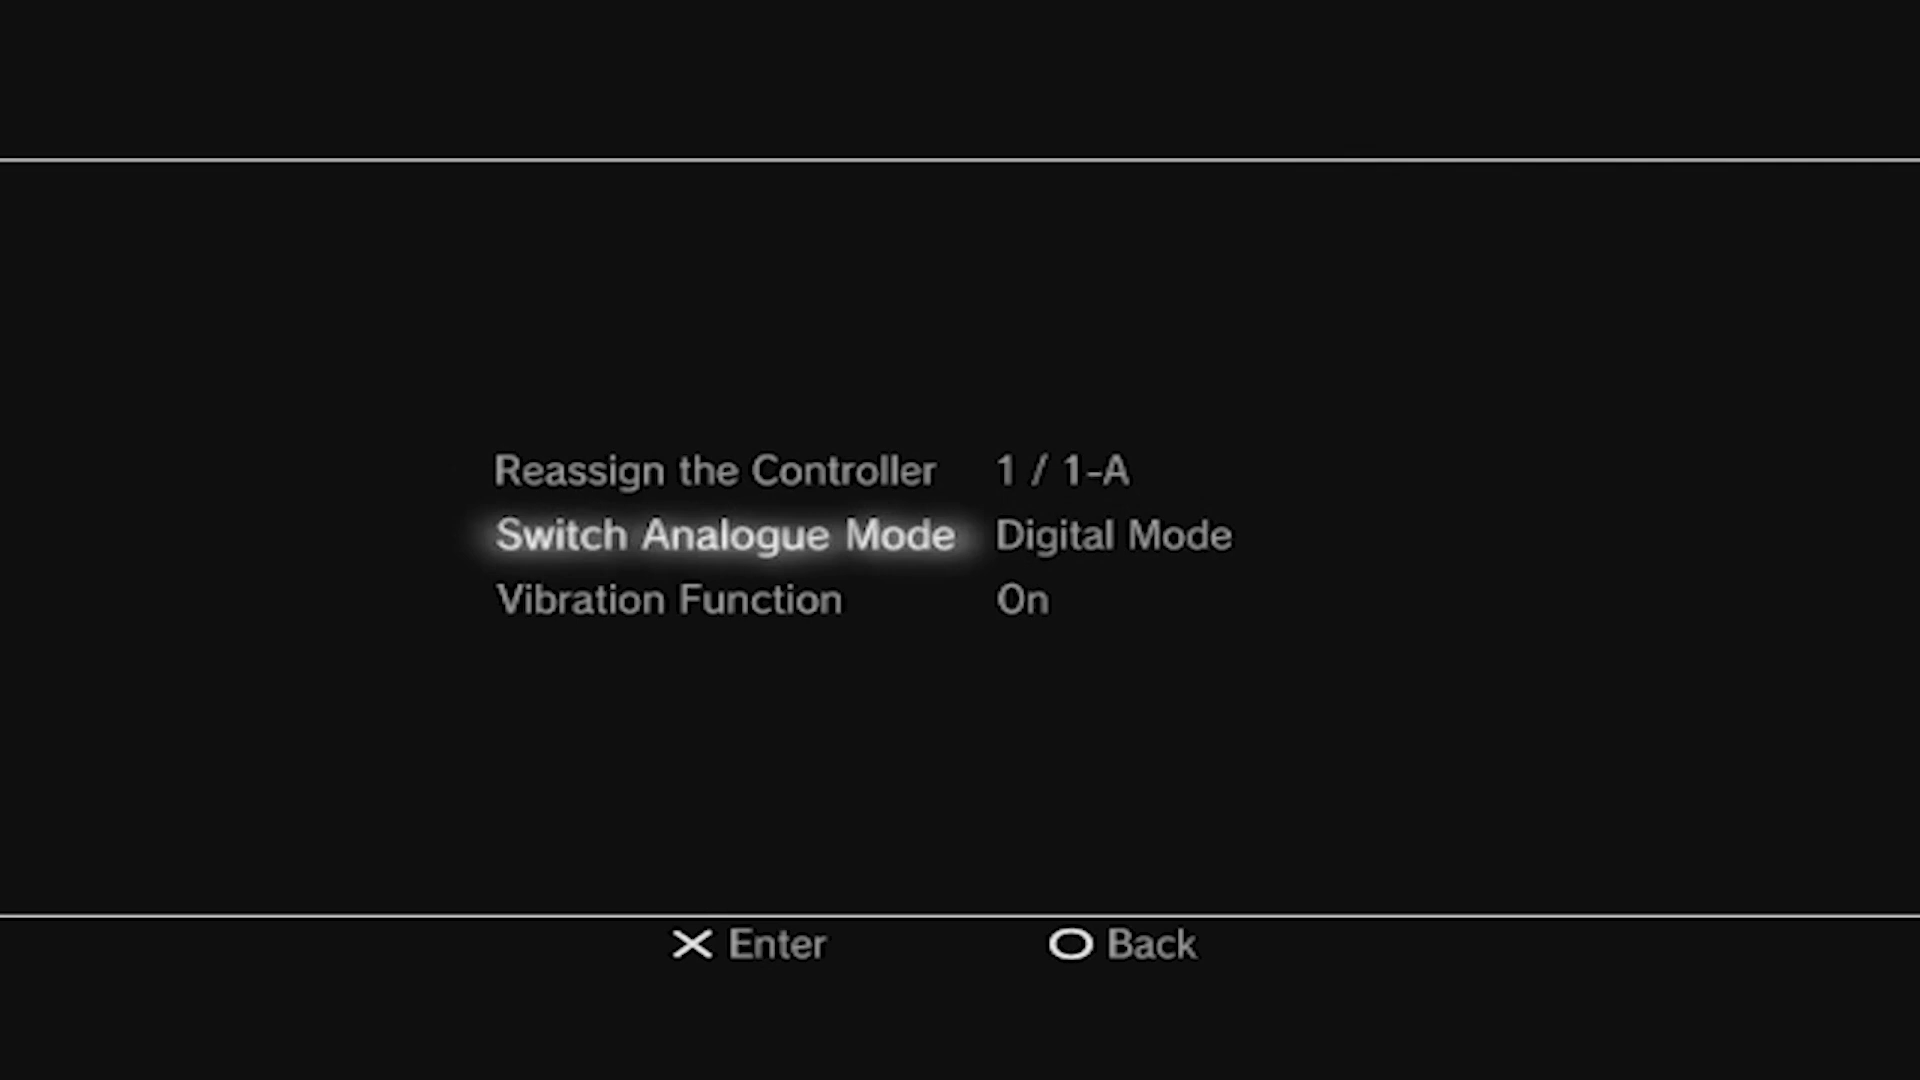 Reassign the Controller 1 / 1-A
Switch Analogue Mode Digital Mode
Vibration Function On
Enter Back